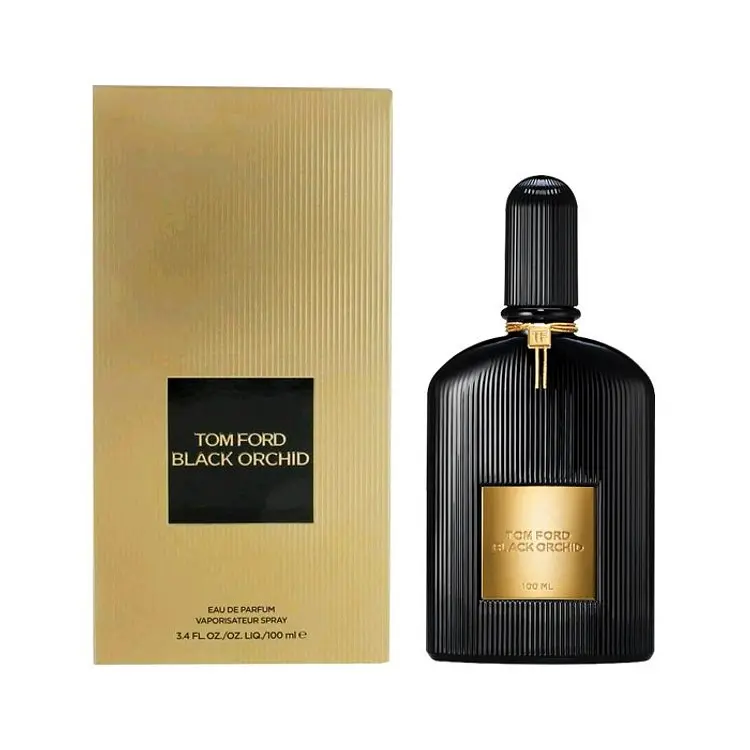 TOM FORD
BLACK ORCHID
EAU DE PARFUM
VAPORISATEUR SPRAY
3.4 FL.OZ./OZ. LIQ./100 ml ℮
TF
TOM FORD
BLACK ORCHID
100 ML